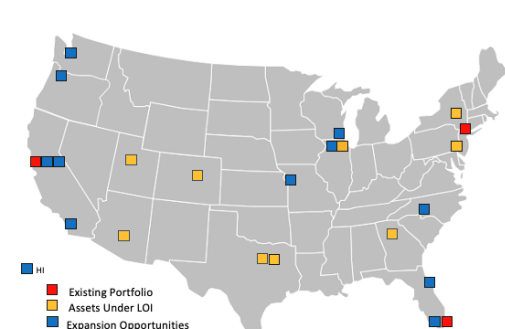 HI
Existing Portfolio
Assets Under LOI
Expansion Opportunities